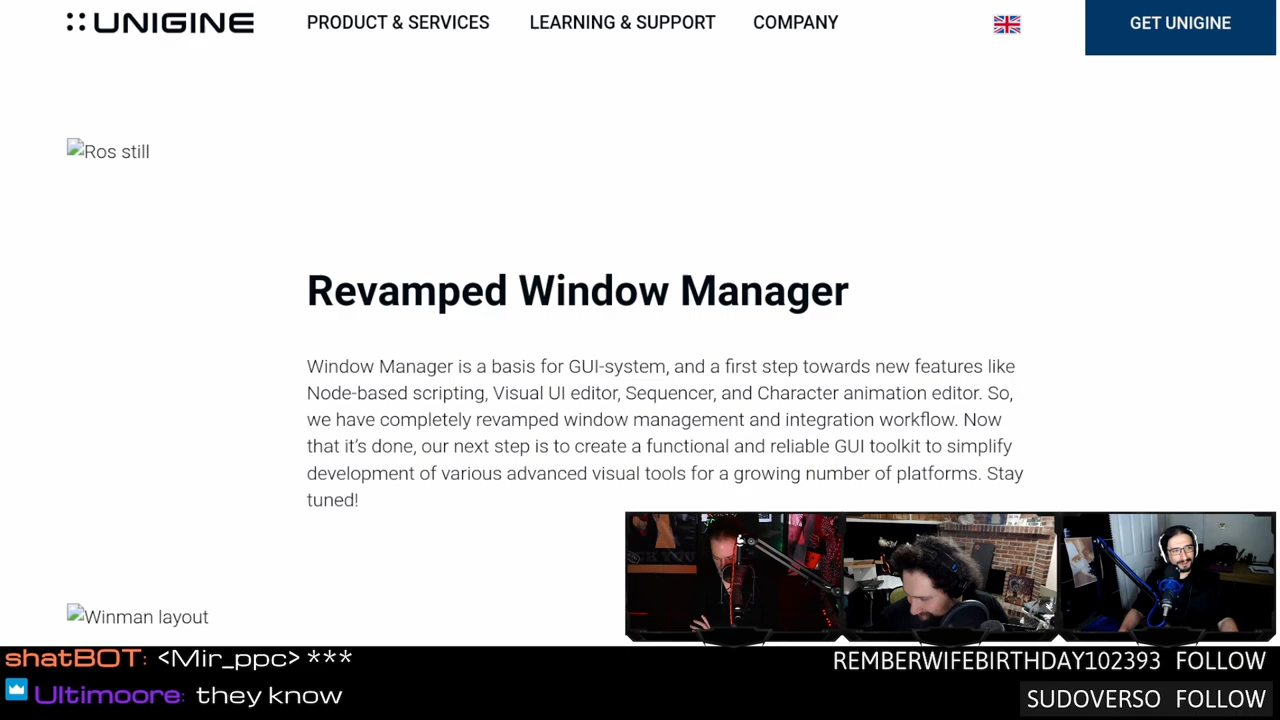 UNIGINE
PRODUCT & SERVICES
LEARNING & SUPPORT
COMPANY
GET UNIGINE
Ros still
Revamped Window Manager
Window Manager is a basis for GUI-system, and a first step towards new features like
Node-based scripting, Visual UI editor, Sequencer, and Character animation editor. So,
we have completely revamped window management and integration workflow. Now
that it’s done, our next step is to create a functional and reliable GUI toolkit to simplify
development of various advanced visual tools for a growing number of platforms. Stay
tuned!
Winman layout
shatBOT: <Mir_ppc> ***
Ultimoore: they know
REMBERWIFEBIRTHDAY102393 FOLLOW
SUDOVERSO FOLLOW